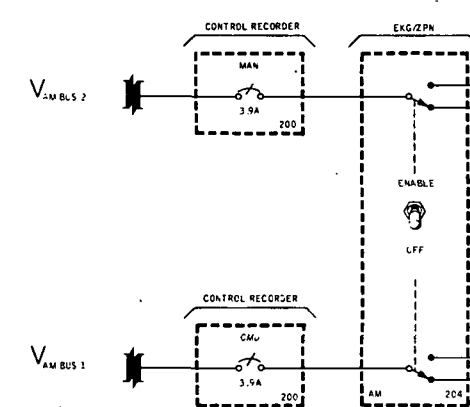 CONTROL RECORDER
EKG/ZPN
MAN
V AM BUS 2
3.9A
200
ENABLE
OFF
CONTROL RECORDER
CMD
V AM BUS 1
3.9A
200
AM
204